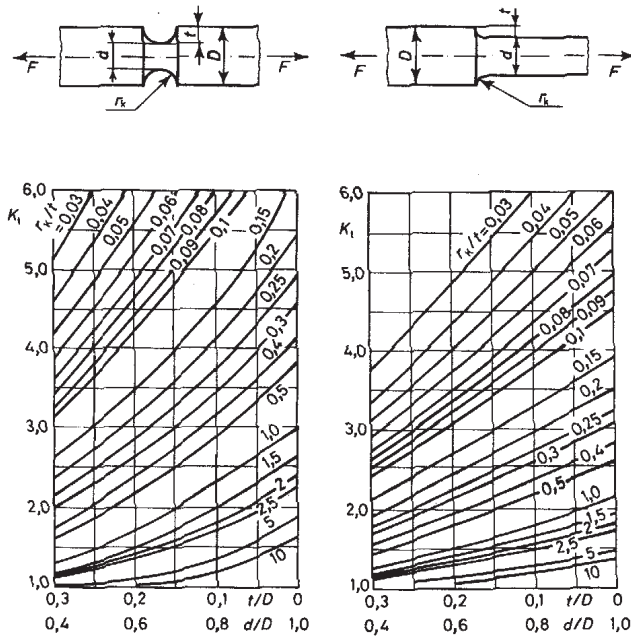 t
d
D
F
F
r_k
t
D
d
F
F
r_k
6,0
K_t
5,0
4,0
3,0
2,0
1,0
r_k/t
=0,03
0,04
0,05
0,06
0,07
0,08
0,09
0,1
0,15
0,2
0,25
0,3
0,4
0,5
1,0
1,5
2
2,5
5
10
0,3 0,2 0,1 t/D 0
0,4 0,6 0,8 d/D 1,0
6,0
K_t
5,0
4,0
3,0
2,0
1,0
r_k/t=0,03
0,04
0,05
0,06
0,07
0,08
0,09
0,1
0,15
0,2
0,25
0,3
0,4
0,5
1,0
1,5
2
2,5
5
10
0,3 0,2 0,1 t/D 0
0,4 0,6 0,8 d/D 1,0